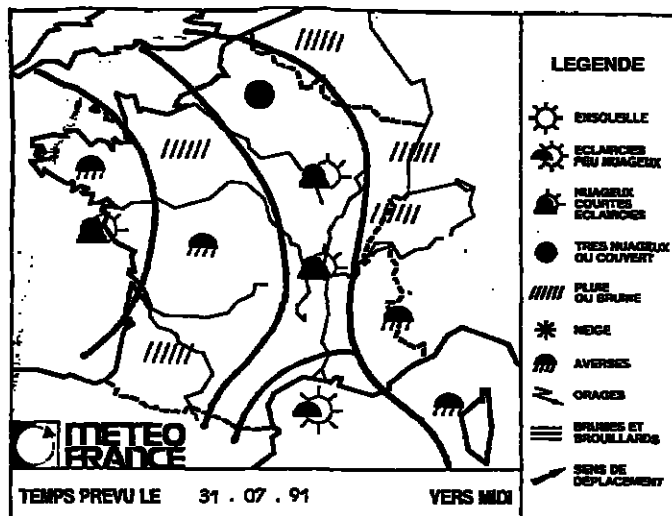 LEGENDE
ENSOLEILLE
ECLAIRCIES
PEU NUAGEUX
NUAGEUX
COURTES
ECLAIRCIES
TRES NUAGEUX
OU COUVERT
PLUIE
OU BRUINE
NEIGE
AVERSES
ORAGES
BRUMES ET
BROUILLARDS
SENS DE
DEPLACEMENT
METEO
FRANCE
TEMPS PREVU LE 31 . 07 . 91 VERS MIDI